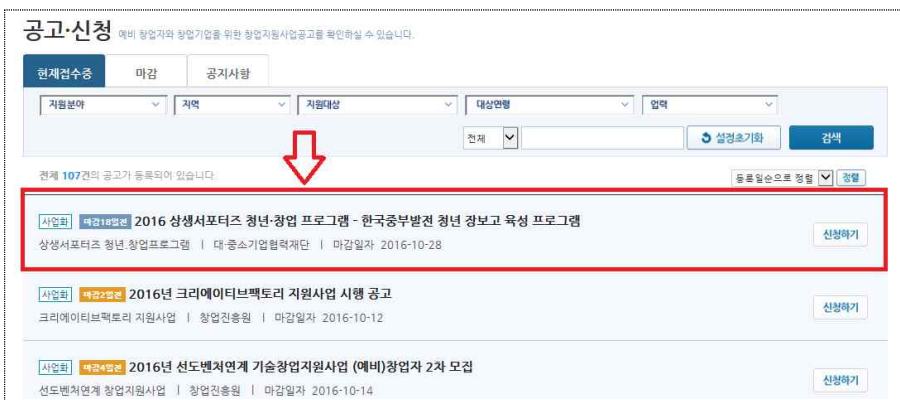 공고·신청 예비 창업자와 창업기업을 위한 창업지원사업공고를 확인하실 수 있습니다.
현재접수중 마감 공지사항
지원분야 지역 지원대상 대상연령 업력
전체 설정초기화 검색
전체 107건의 공고가 등록되어 있습니다. 등록일순으로 정렬 정렬
사업화 마감18일전 2016 상생서포터즈 청년·창업 프로그램 - 한국중부발전 청년 장보고 육성 프로그램
상생서포터즈 청년.창업프로그램 | 대·중소기업협력재단 | 마감일자 2016-10-28
신청하기
사업화 마감2일전 2016년 크리에이티브팩토리 지원사업 시행 공고
크리에이티브팩토리 지원사업 | 창업진흥원 | 마감일자 2016-10-12
신청하기
사업화 마감4일전 2016년 선도벤처연계 기술창업지원사업 (예비)창업자 2차 모집
선도벤처연계 창업지원사업 | 창업진흥원 | 마감일자 2016-10-14
신청하기